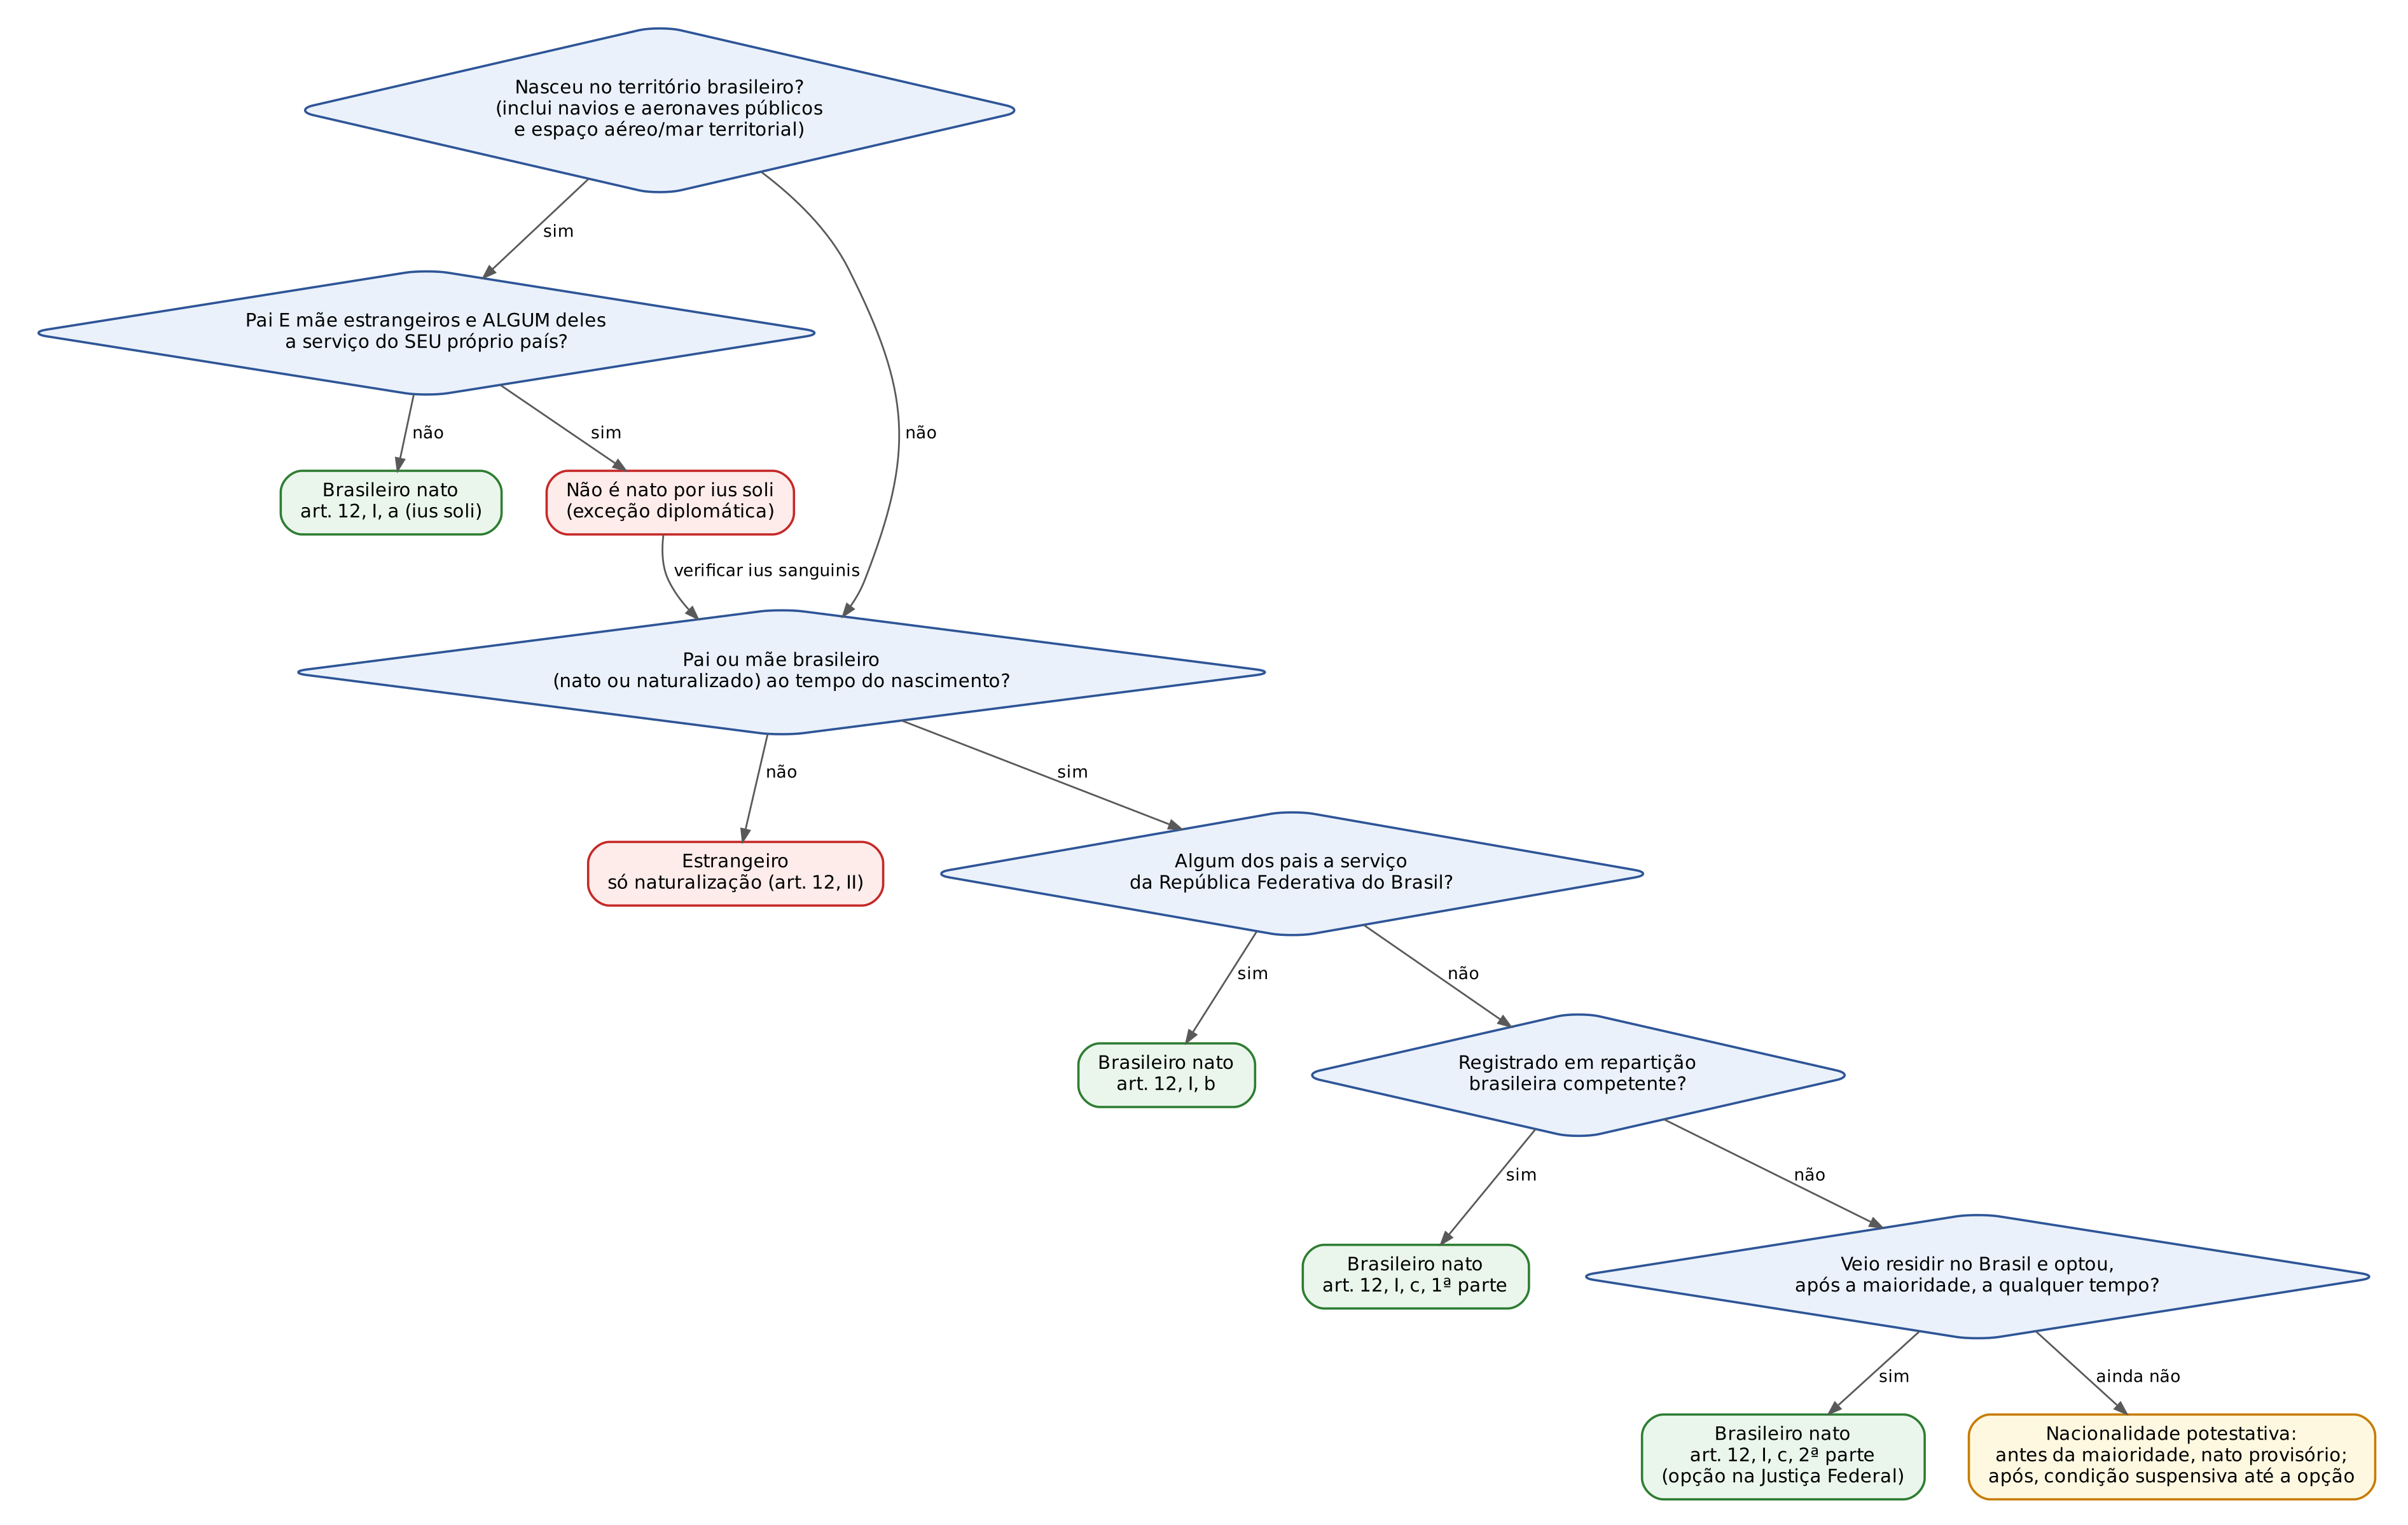 Nasceu no território brasileiro?
(inclui navios e aeronaves públicos
e espaço aéreo/mar territorial)
sim
Pai E mãe estrangeiros e ALGUM deles
a serviço do SEU próprio país?
não
sim
não
Brasileiro nato
art. 12, I, a (ius soli)
Não é nato por ius soli
(exceção diplomática)
verificar ius sanguinis
Pai ou mãe brasileiro
(nato ou naturalizado) ao tempo do nascimento?
não
sim
Estrangeiro
só naturalização (art. 12, II)
Algum dos pais a serviço
da República Federativa do Brasil?
sim
não
Brasileiro nato
art. 12, I, b
Registrado em repartição
brasileira competente?
sim
não
Brasileiro nato
art. 12, I, c, 1ª parte
Veio residir no Brasil e optou,
após a maioridade, a qualquer tempo?
sim
ainda não
Brasileiro nato
art. 12, I, c, 2ª parte
(opção na Justiça Federal)
Nacionalidade potestativa:
antes da maioridade, nato provisório;
após, condição suspensiva até a opção